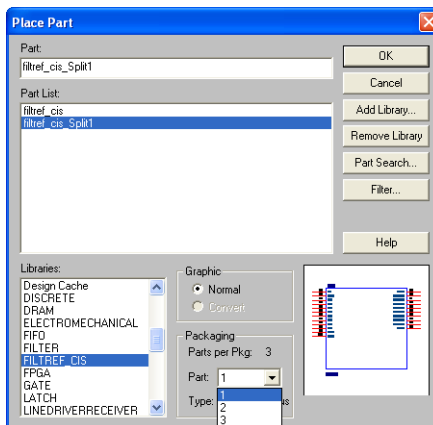 Place Part
Part:
filtref_cis_Split1
Part List:
filtref_cis
filtref_cis_Split1
OK
Cancel
Add Library...
Remove Library
Part Search...
Filter...
Help
Libraries:
Design Cache
DISCRETE
DRAM
ELECTROMECHANICAL
FIFO
FILTER
FILTREF_CIS
FPGA
GATE
LATCH
LINEDRIVERRECEIVER
Graphic
Normal
Convert
Packaging
Parts per Pkg: 3
Part: 1
1
2
3
Type: